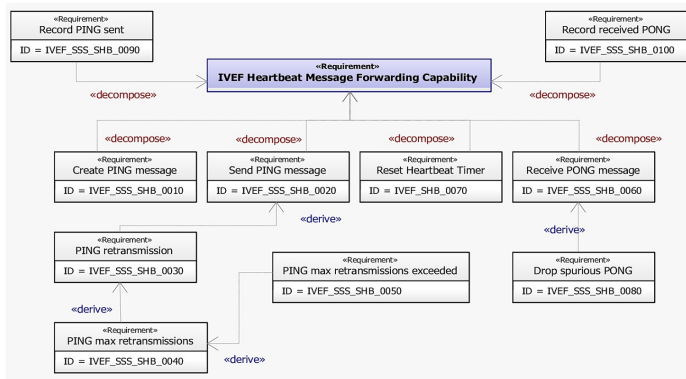 «Requirement»
Record PING sent
ID = IVEF_SSS_SHB_0090
«Requirement»
Record received PONG
ID = IVEF_SSS_SHB_0100
«Requirement»
IVEF Heartbeat Message Forwarding Capability
«decompose»
«decompose»
«decompose»
«decompose»
«decompose»
«decompose»
«Requirement»
Create PING message
ID = IVEF_SSS_SHB_0010
«Requirement»
Send PING message
ID = IVEF_SSS_SHB_0020
«Requirement»
Reset Heartbeat Timer
ID = IVEF_SHB_0070
«Requirement»
Receive PONG message
ID = IVEF_SSS_SHB_0060
«derive»
«derive»
«Requirement»
PING retransmission
ID = IVEF_SSS_SHB_0030
«Requirement»
PING max retransmissions exceeded
ID = IVEF_SSS_SHB_0050
«Requirement»
Drop spurious PONG
ID = IVEF_SSS_SHB_0080
«derive»
«Requirement»
PING max retransmissions
ID = IVEF_SSS_SHB_0040
«derive»